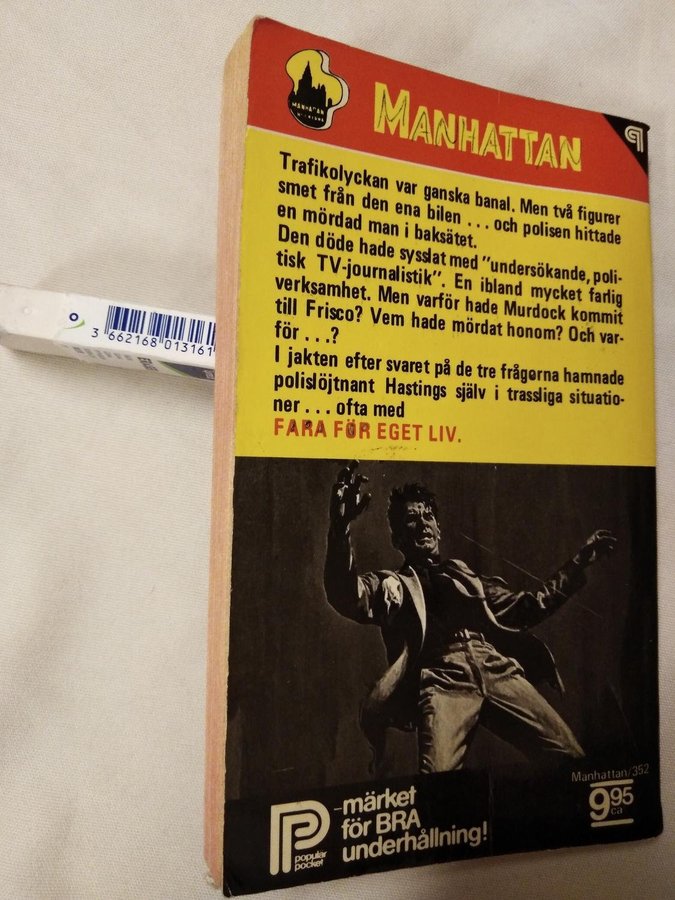 MANHATTAN
MANHATTAN
Trafikolyckan var ganska banal. Men två figurer
smet från den ena bilen ... och polisen hittade
en mördad man i baksätet.
Den döde hade sysslat med "undersökande, poli-
tisk TV-journalistik". En ibland mycket farlig
verksamhet. Men varför hade Murdock kommit
till Frisco? Vem hade mördat honom? Och var-
för ...?
I jakten efter svaret på de tre frågorna hamnade
polislöjtnant Hastings själv i trassliga situatio-
ner ... ofta med
FARA FÖR EGET LIV.
3 662168 013161
Manhattan/352
9.95
ca
-märket
för BRA
underhållning!
populär
pocket